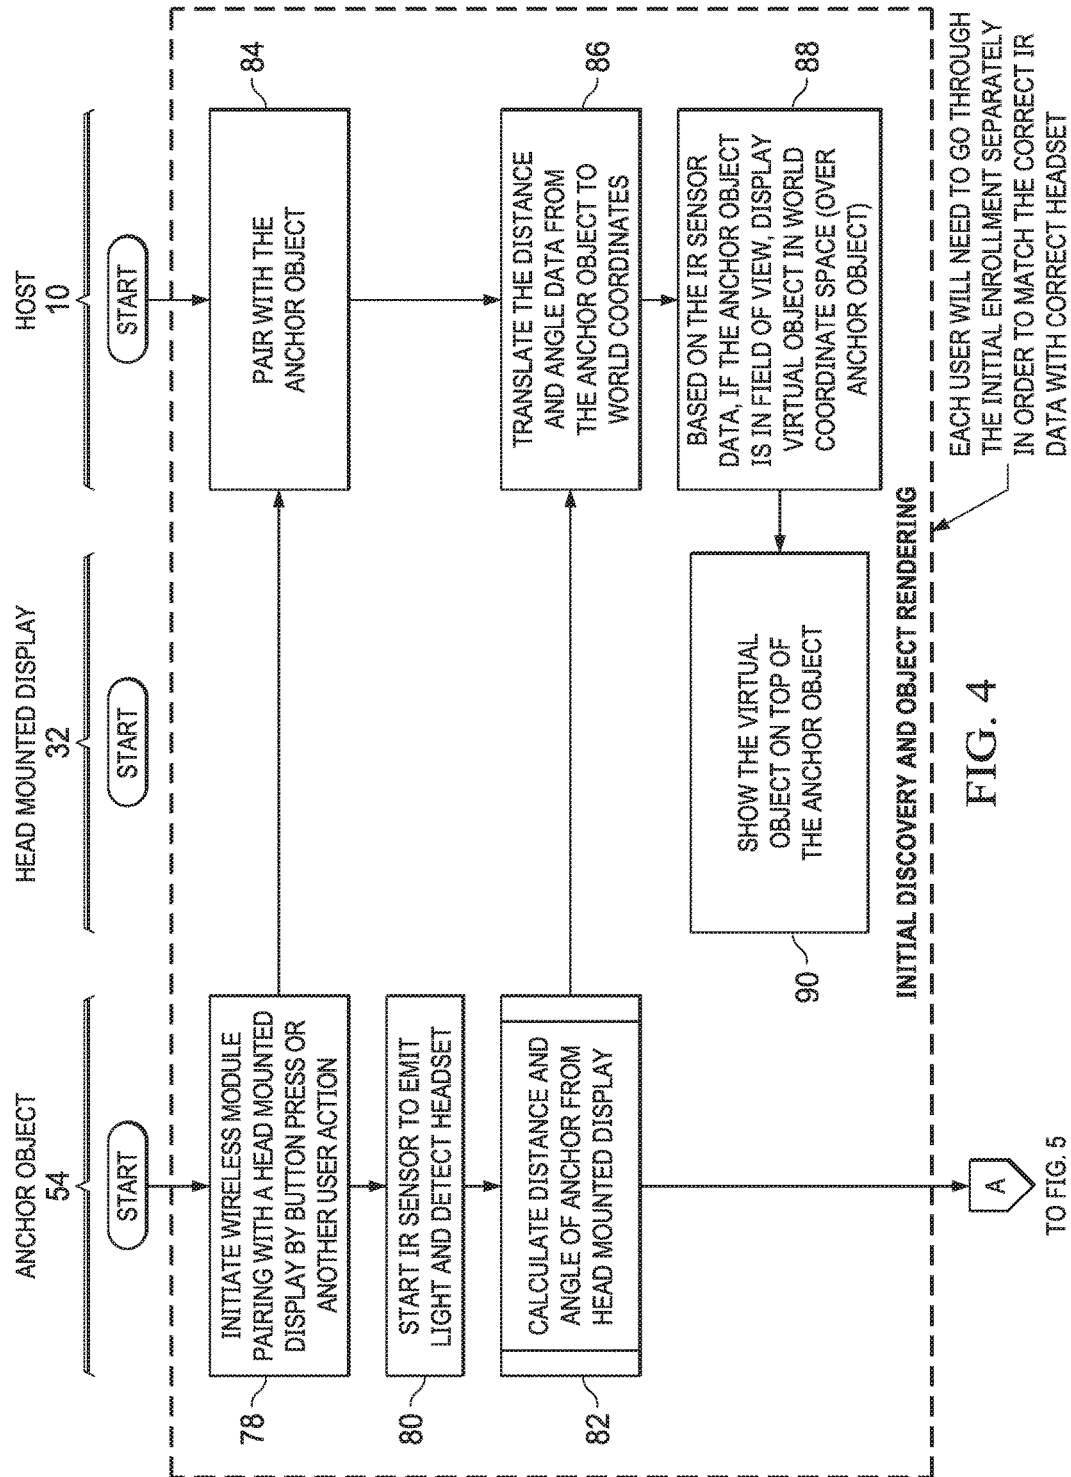 ANCHOR OBJECT
54
HEAD MOUNTED DISPLAY
32
HOST
10
START
START
START
INITIATE WIRELESS MODULE
PAIRING WITH A HEAD MOUNTED
DISPLAY BY BUTTON PRESS OR
ANOTHER USER ACTION
78
PAIR WITH THE
ANCHOR OBJECT
84
START IR SENSOR TO EMIT
LIGHT AND DETECT HEADSET
80
CALCULATE DISTANCE AND
ANGLE OF ANCHOR FROM
HEAD MOUNTED DISPLAY
82
TRANSLATE THE DISTANCE
AND ANGLE DATA FROM
THE ANCHOR OBJECT TO
WORLD COORDINATES
86
SHOW THE VIRTUAL
OBJECT ON TOP OF
THE ANCHOR OBJECT
90
BASED ON THE IR SENSOR
DATA, IF THE ANCHOR OBJECT
IS IN FIELD OF VIEW, DISPLAY
VIRTUAL OBJECT IN WORLD
COORDINATE SPACE (OVER
ANCHOR OBJECT)
88
INITIAL DISCOVERY AND OBJECT RENDERING
A
TO FIG. 5
FIG. 4
EACH USER WILL NEED TO GO THROUGH
THE INITIAL ENROLLMENT SEPARATELY
IN ORDER TO MATCH THE CORRECT IR
DATA WITH CORRECT HEADSET